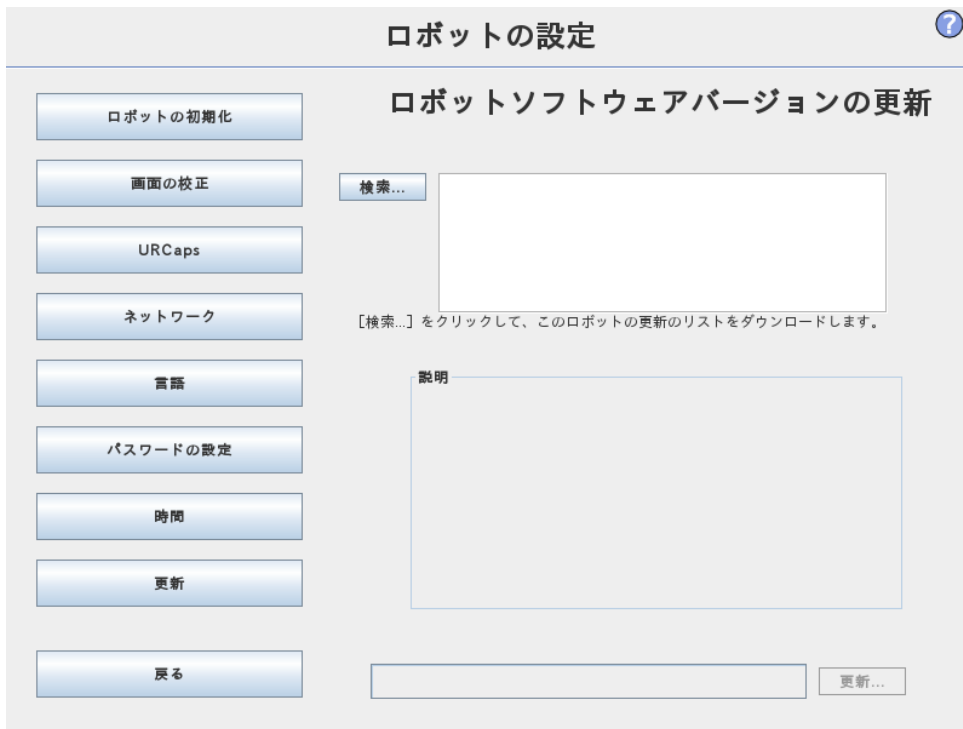 ロボットの設定
?
ロボットの初期化
画面の校正
URCaps
ネットワーク
言語
パスワードの設定
時間
更新
戻る
ロボットソフトウェアバージョンの更新
検索...
[検索...] をクリックして、このロボットの更新のリストをダウンロードします。
説明
更新...